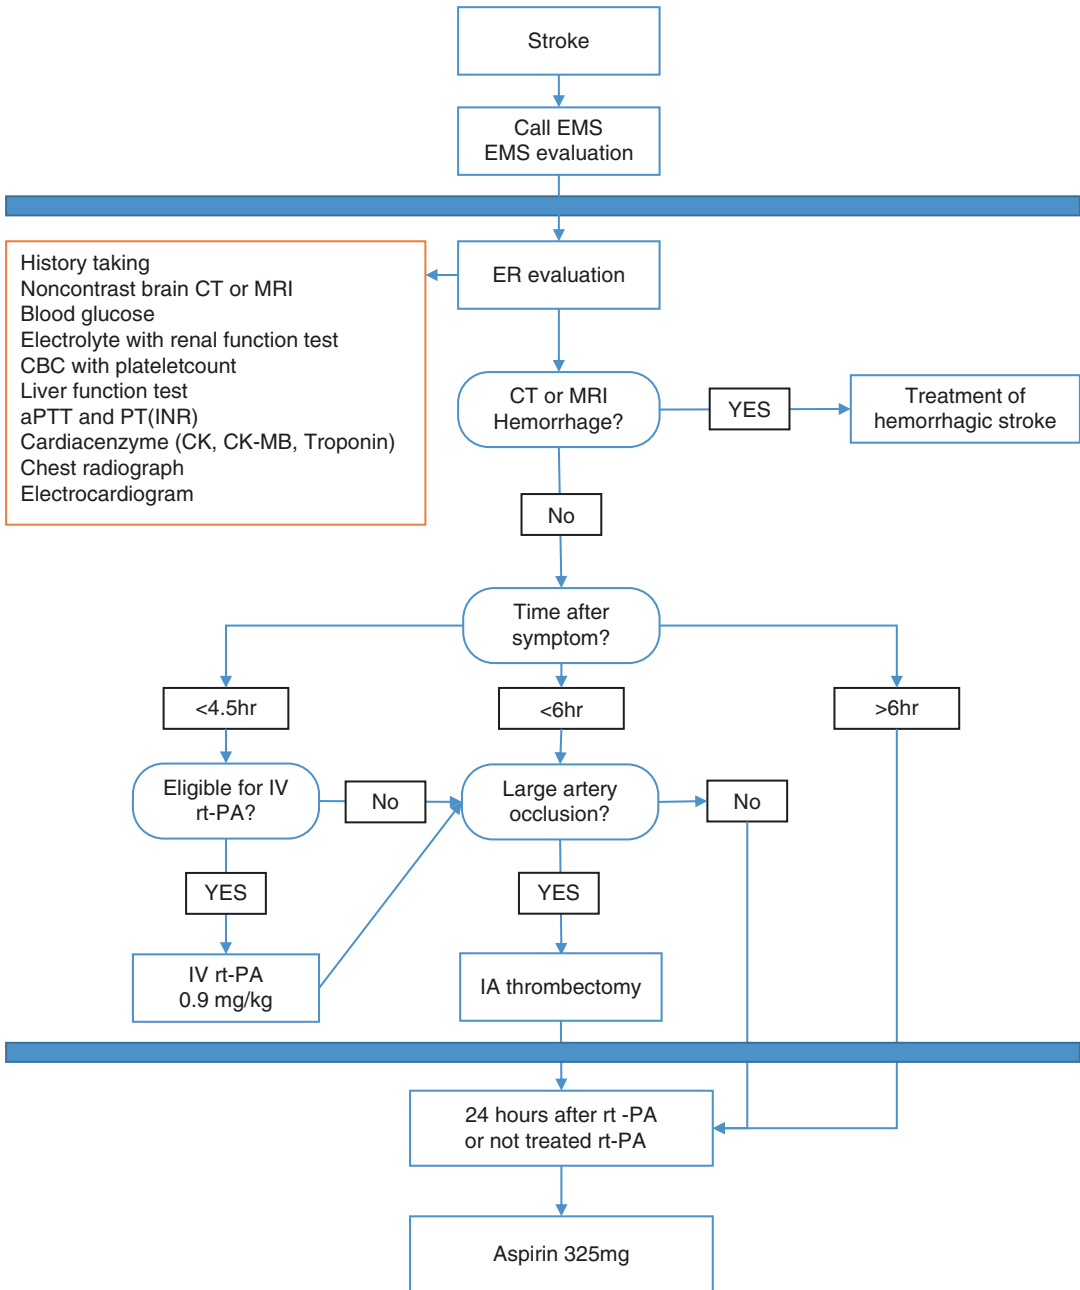 Stroke
Call EMS
EMS evaluation
ER evaluation
History taking
Noncontrast brain CT or MRI
Blood glucose
Electrolyte with renal function test
CBC with plateletcount
Liver function test
aPTT and PT(INR)
Cardiacenzyme (CK, CK-MB, Troponin)
Chest radiograph
Electrocardiogram
CT or MRI
Hemorrhage?
YES
Treatment of
hemorrhagic stroke
No
Time after
symptom?
<4.5hr
<6hr
>6hr
Eligible for IV
rt-PA?
No
Large artery
occlusion?
No
YES
YES
IV rt-PA
0.9 mg/kg
IA thrombectomy
24 hours after rt -PA
or not treated rt-PA
Aspirin 325mg